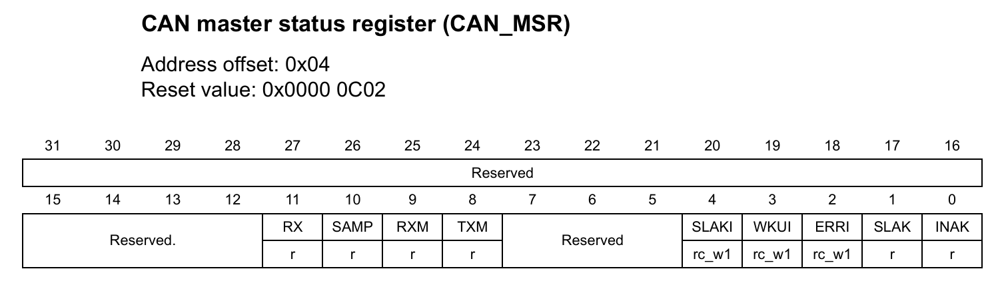 CAN master status register (CAN_MSR)
Address offset: 0x04
Reset value: 0x0000 0C02
31 30 29 28 27 26 25 24 23 22 21 20 19 18 17 16
Reserved
15 14 13 12 11 10 9 8 7 6 5 4 3 2 1 0
Reserved. RX SAMP RXM TXM Reserved SLAKI WKUI ERRI SLAK INAK
r r r r rc_w1 rc_w1 rc_w1 r r